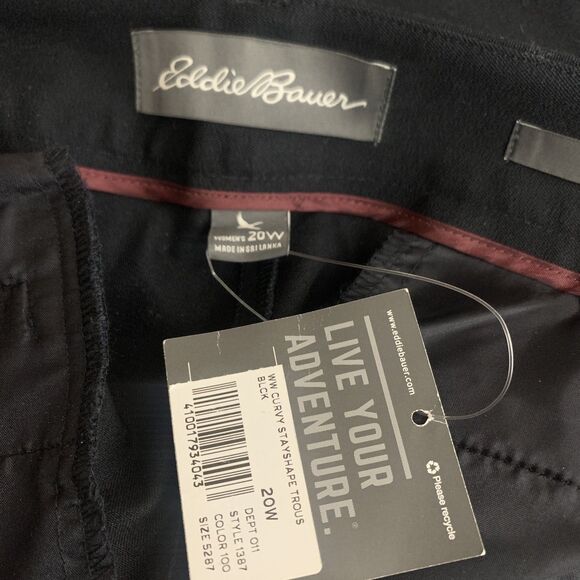 Eddie Bauer
WOMEN'S 20W
MADE IN SRI LANKA
LIVE YOUR
ADVENTURE.®
www.eddiebauer.com
Please recycle
WW CURVY STAYSHAPE TROUS
BLCK
20W
410017934043
DEPT 011
STYLE 1387
COLOR 100
SIZE 5287